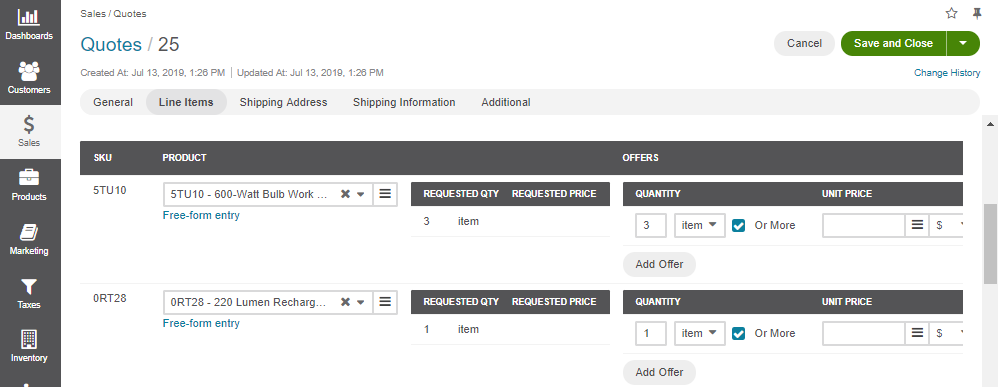 Dashboards
Customers
Sales
Products
Marketing
Taxes
Inventory
Sales / Quotes
Quotes / 25
Cancel
Save and Close
Created At: Jul 13, 2019, 1:26 PM | Updated At: Jul 13, 2019, 1:26 PM
Change History
General Line Items Shipping Address Shipping Information Additional
SKU PRODUCT OFFERS
5TU10 5TU10 - 600-Watt Bulb Work ...
Free-form entry
REQUESTED QTY REQUESTED PRICE
3 item
QUANTITY UNIT PRICE
3 item Or More $
Add Offer
0RT28 0RT28 - 220 Lumen Recharg...
Free-form entry
REQUESTED QTY REQUESTED PRICE
1 item
QUANTITY UNIT PRICE
1 item Or More $
Add Offer